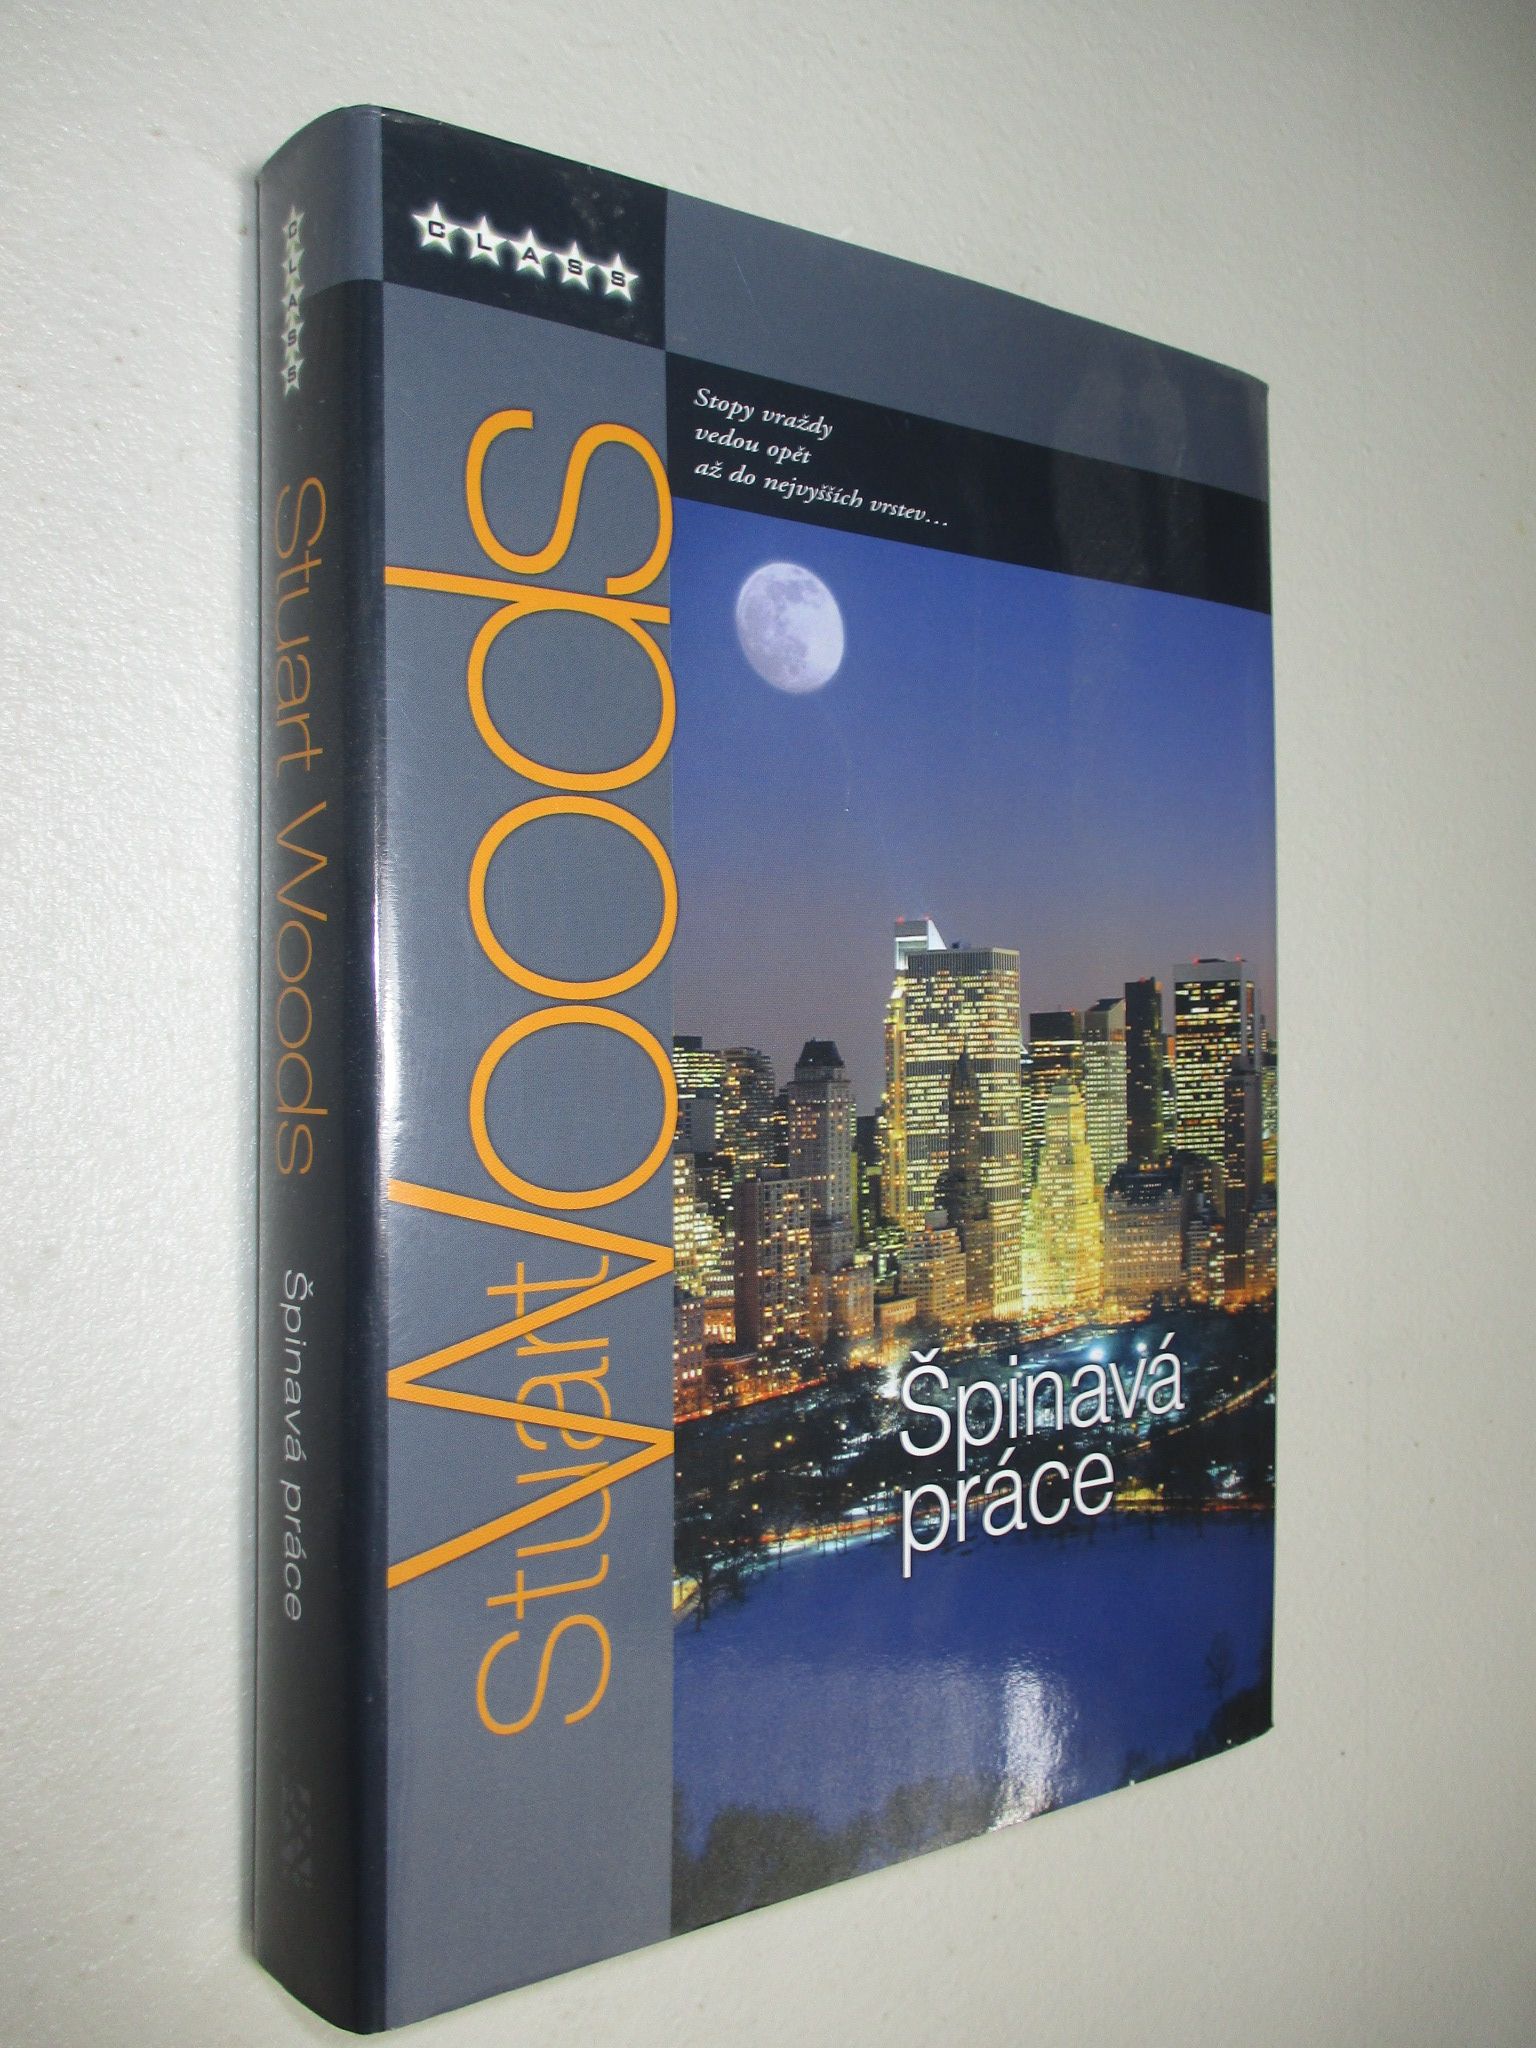 CLASS
Stuart Woods Špinavá práce
CLASS
Stopy vraždy
vedou opět
až do nejvyšších vrstev...
Stuart
Woods
Špinavá
práce